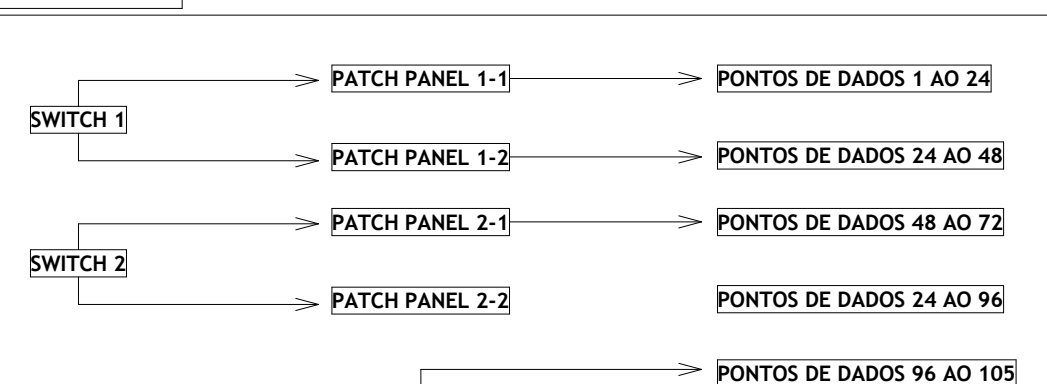 PATCH PANEL 1-1 PONTOS DE DADOS 1 AO 24
SWITCH 1
PATCH PANEL 1-2 PONTOS DE DADOS 24 AO 48
PATCH PANEL 2-1 PONTOS DE DADOS 48 AO 72
SWITCH 2
PATCH PANEL 2-2 PONTOS DE DADOS 24 AO 96
PONTOS DE DADOS 96 AO 105